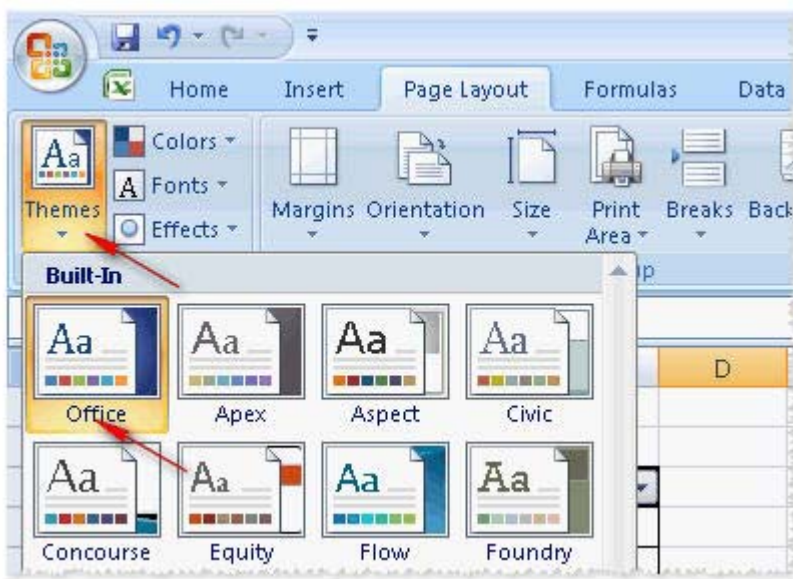 Home Insert Page Layout Formulas Data
Aa Colors
A Fonts
Themes Effects
Margins Orientation Size Print Area Breaks
Built-In
Aa Aa Aa Aa
D
Office Apex Aspect Civic
Aa Aa Aa Aa
Concourse Equity Flow Foundry